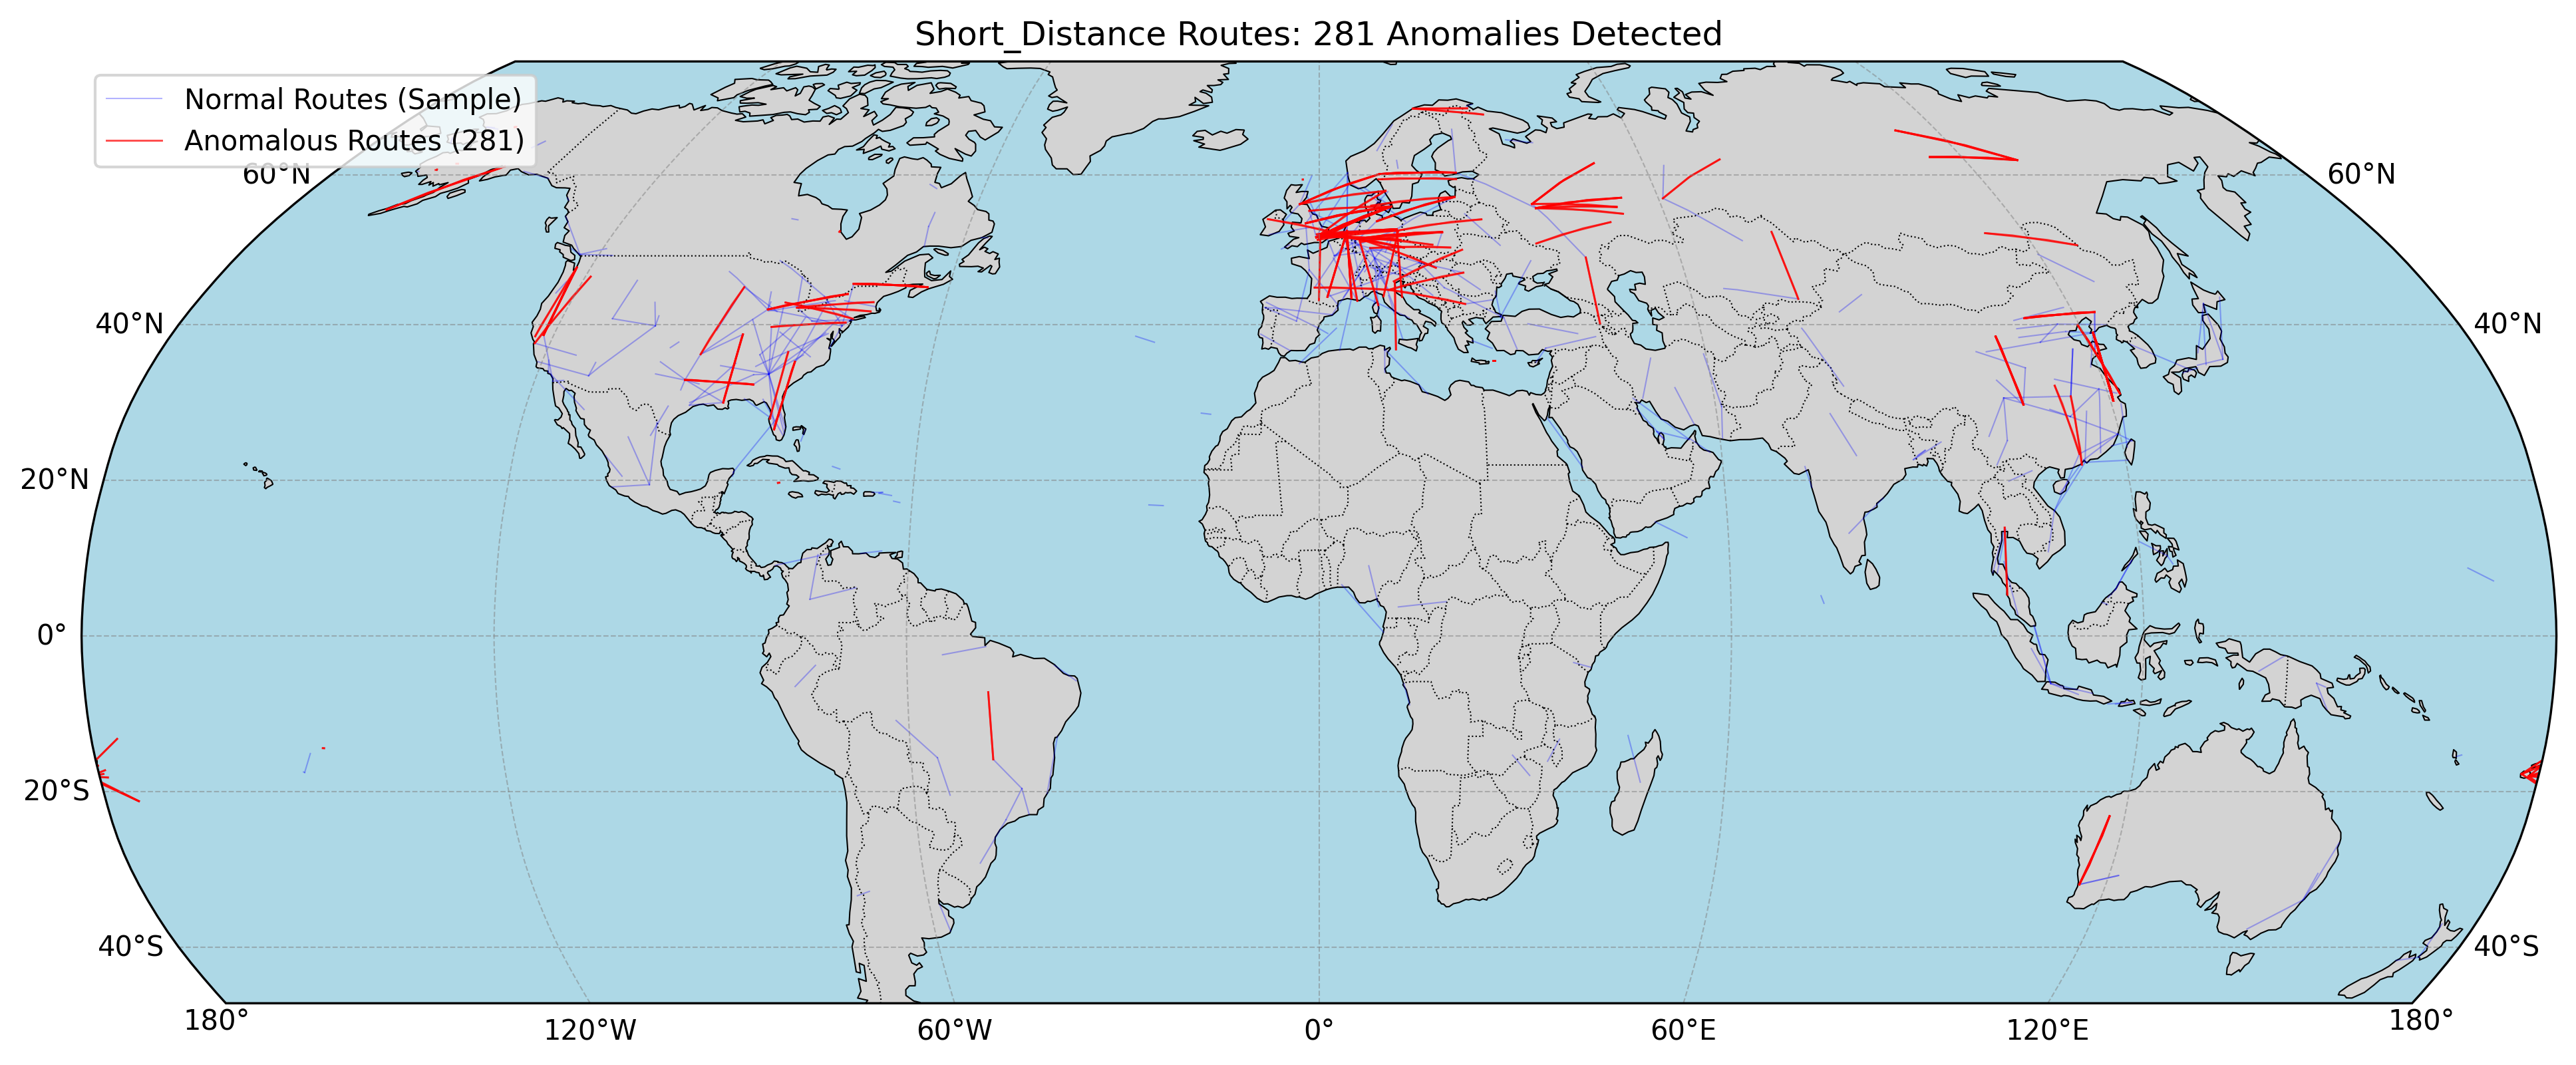 Short_Distance Routes: 281 Anomalies Detected
Normal Routes (Sample)
Anomalous Routes (281)
60°N
60°N
40°N
40°N
20°N
0°
20°S
40°S
40°S
180°
120°W
60°W
0°
60°E
120°E
180°